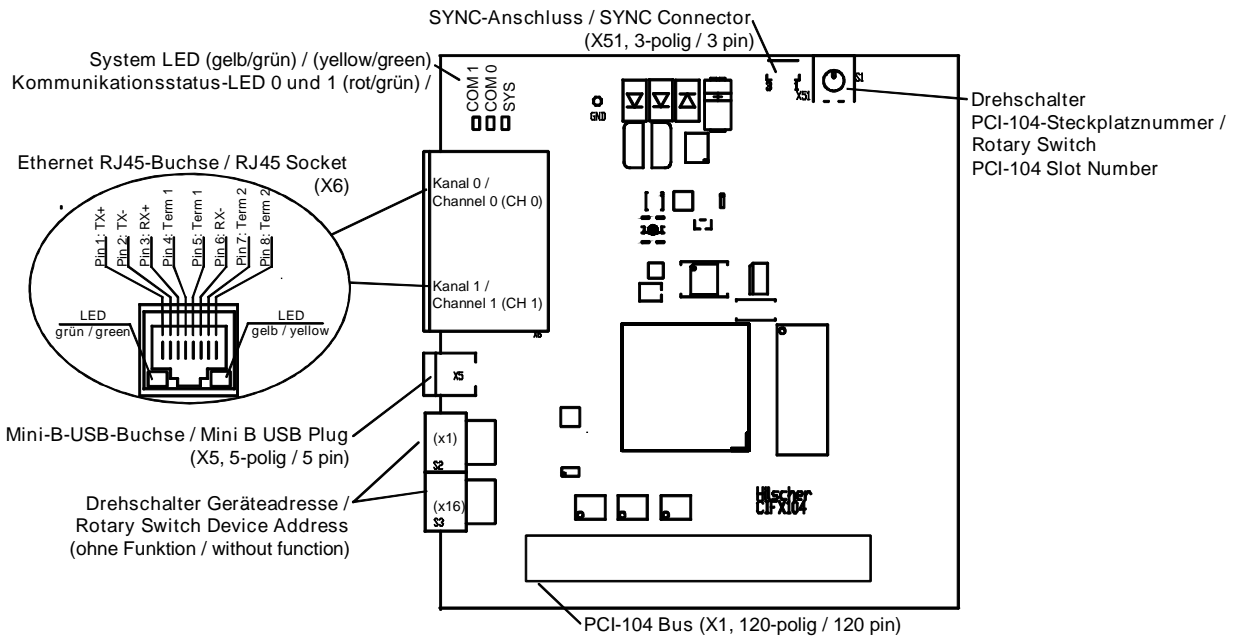 SYNC-Anschluss / SYNC Connector
(X51, 3-polig / 3 pin)
System LED (gelb/grün) / (yellow/green)
Kommunikationsstatus-LED 0 und 1 (rot/grün) /
COM 1
COM 0
SYS
GND
X51
S1
Drehschalter
PCI-104-Steckplatznummer /
Rotary Switch
PCI-104 Slot Number
Ethernet RJ45-Buchse / RJ45 Socket
(X6)
Pin 1: TX+
Pin 2: TX-
Pin 3: RX+
Pin 4: Term 1
Pin 5: Term 1
Pin 6: RX-
Pin 7: Term 2
Pin 8: Term 2
LED
grün / green
LED
gelb / yellow
Kanal 0 /
Channel 0 (CH 0)
Kanal 1 /
Channel 1 (CH 1)
X6
X5
Mini-B-USB-Buchse / Mini B USB Plug
(X5, 5-polig / 5 pin)
(x1)
S2
(x16)
S3
Drehschalter Geräteadresse /
Rotary Switch Device Address
(ohne Funktion / without function)
Hilscher
CIFX104
PCI-104 Bus (X1, 120-polig / 120 pin)